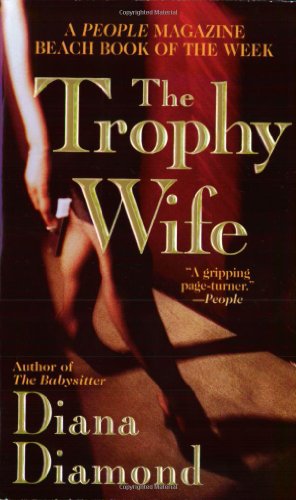 A PEOPLE MAGAZINE
BEACH BOOK OF THE WEEK
The
Trophy
Wife
"A gripping
page-turner."
—People
Author of
The Babysitter
Diana
Diamond